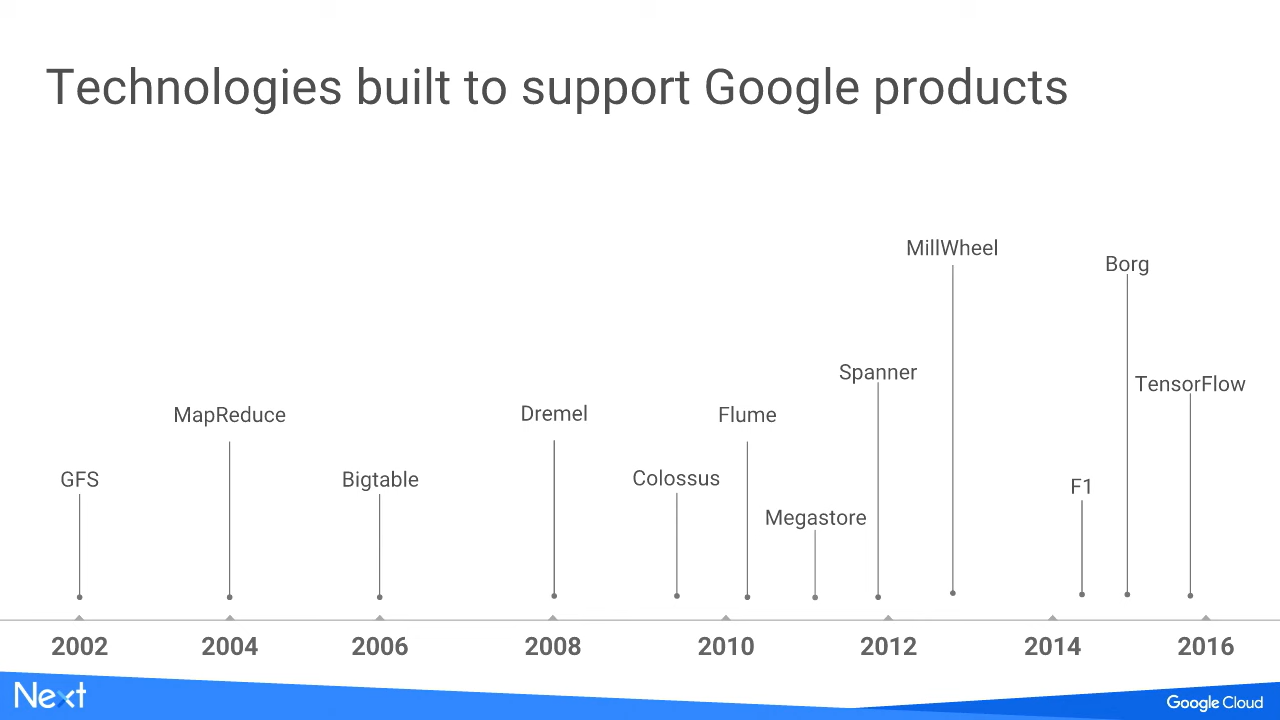 Technologies built to support Google products
MillWheel
Borg
Spanner
TensorFlow
MapReduce
Dremel
Flume
GFS
Bigtable
Colossus
F1
Megastore
2002
2004
2006
2008
2010
2012
2014
2016
Next
Google Cloud